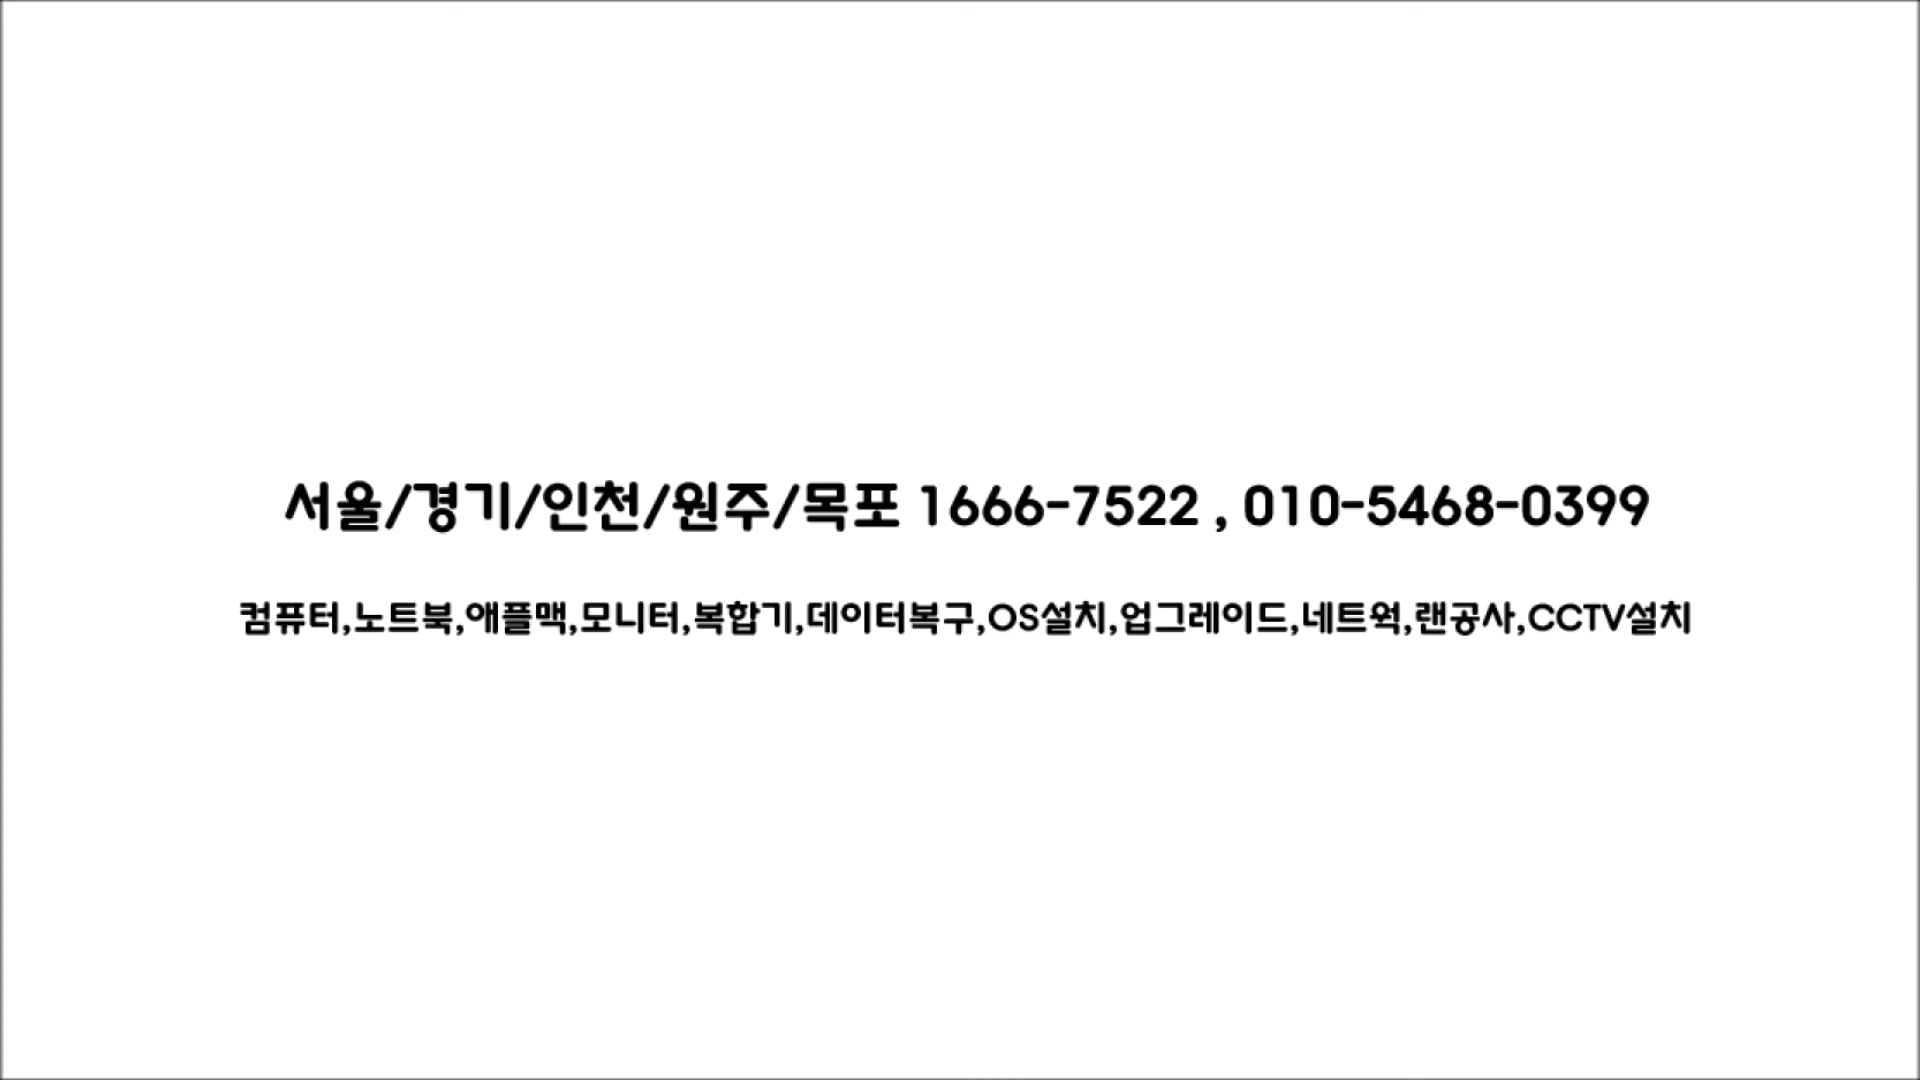 서울/경기/인천/원주/목포 1666-7522 , 010-5468-0399
컴퓨터,노트북,애플맥,모니터,복합기,데이터복구,OS설치,업그레이드,네트웍,랜공사,CCTV설치